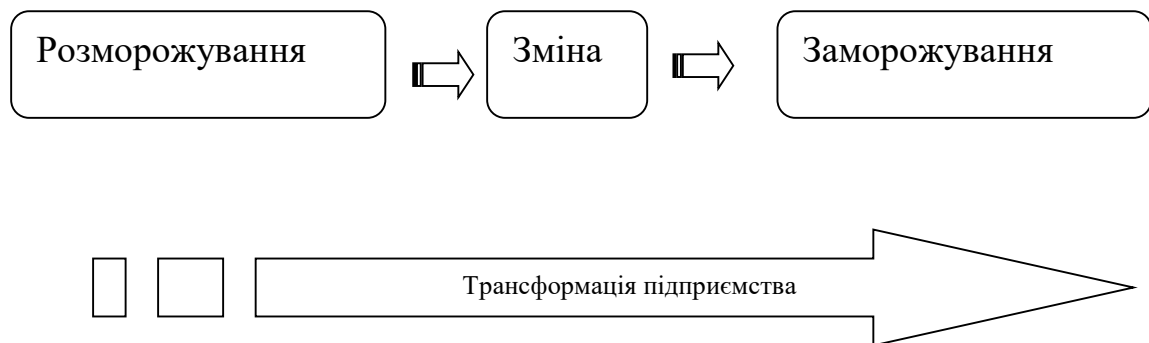 Розморожування
Зміна
Заморожування
Трансформація підприємства